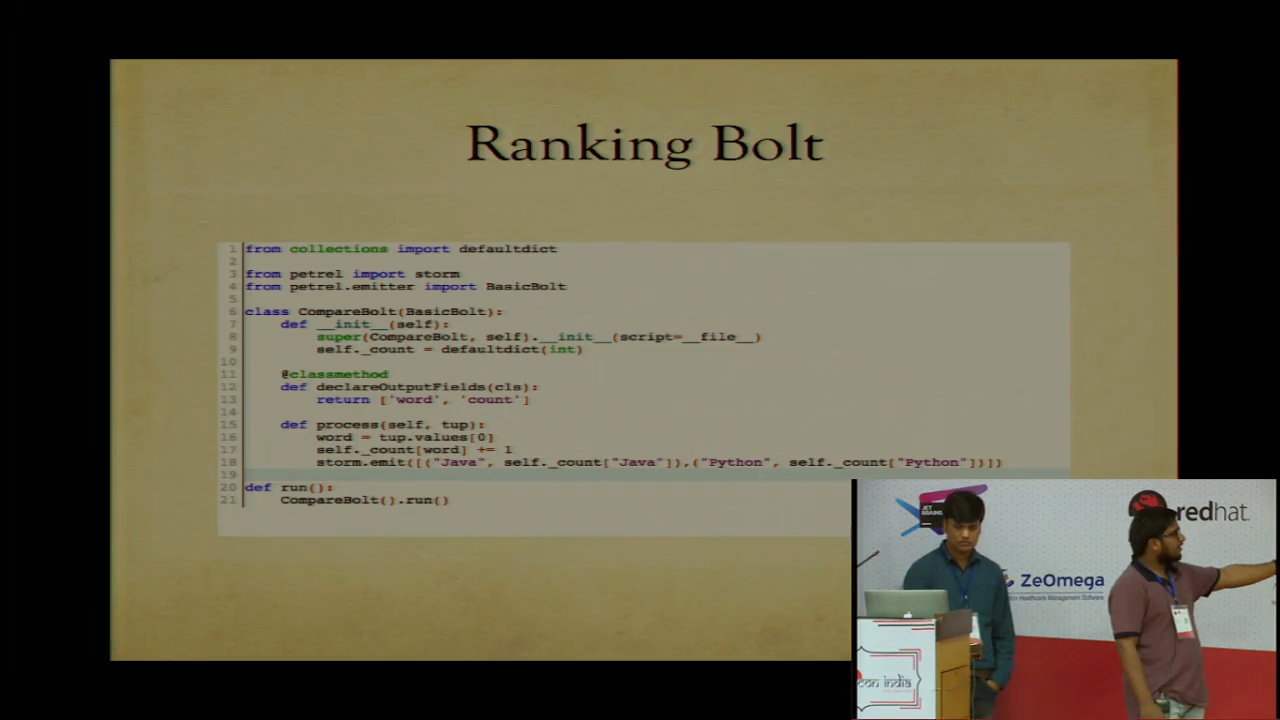 Ranking Bolt
1 from collections import defaultdict
2
3 from petrel import storm
4 from petrel.emitter import BasicBolt
5
6 class CompareBolt(BasicBolt):
7     def __init__(self):
8         super(CompareBolt, self).__init__(script=__file__)
9         self._count = defaultdict(int)
10
11     @classmethod
12     def declareOutputFields(cls):
13         return ['word', 'count']
14
15     def process(self, tup):
16         word = tup.values[0]
17         self._count[word] += 1
18         storm.emit([("Java", self._count["Java"]),("Python", self._count["Python"])])
19
20 def run():
21     CompareBolt().run()
JET
BRAINS
redhat.
ZeOmega
Healthcare Management Software
con india